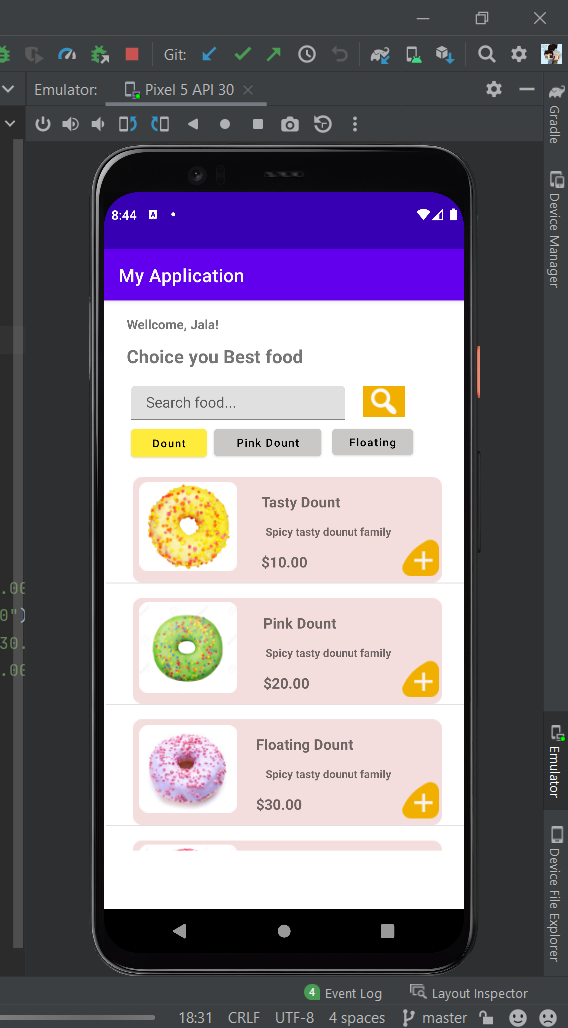 Git:
Emulator:
Pixel 5 API 30
Gradle
Device Manager
8:44
A
My Application
Wellcome, Jala!
Choice you Best food
Search food...
Dount
Pink Dount
Floating
Tasty Dount
Spicy tasty dounut family
$10.00
Pink Dount
Spicy tasty dounut family
$20.00
Floating Dount
Spicy tasty dounut family
$30.00
.00
0")
30.
.00
Emulator
Device File Explorer
4 Event Log
Layout Inspector
18:31 CRLF UTF-8 4 spaces master